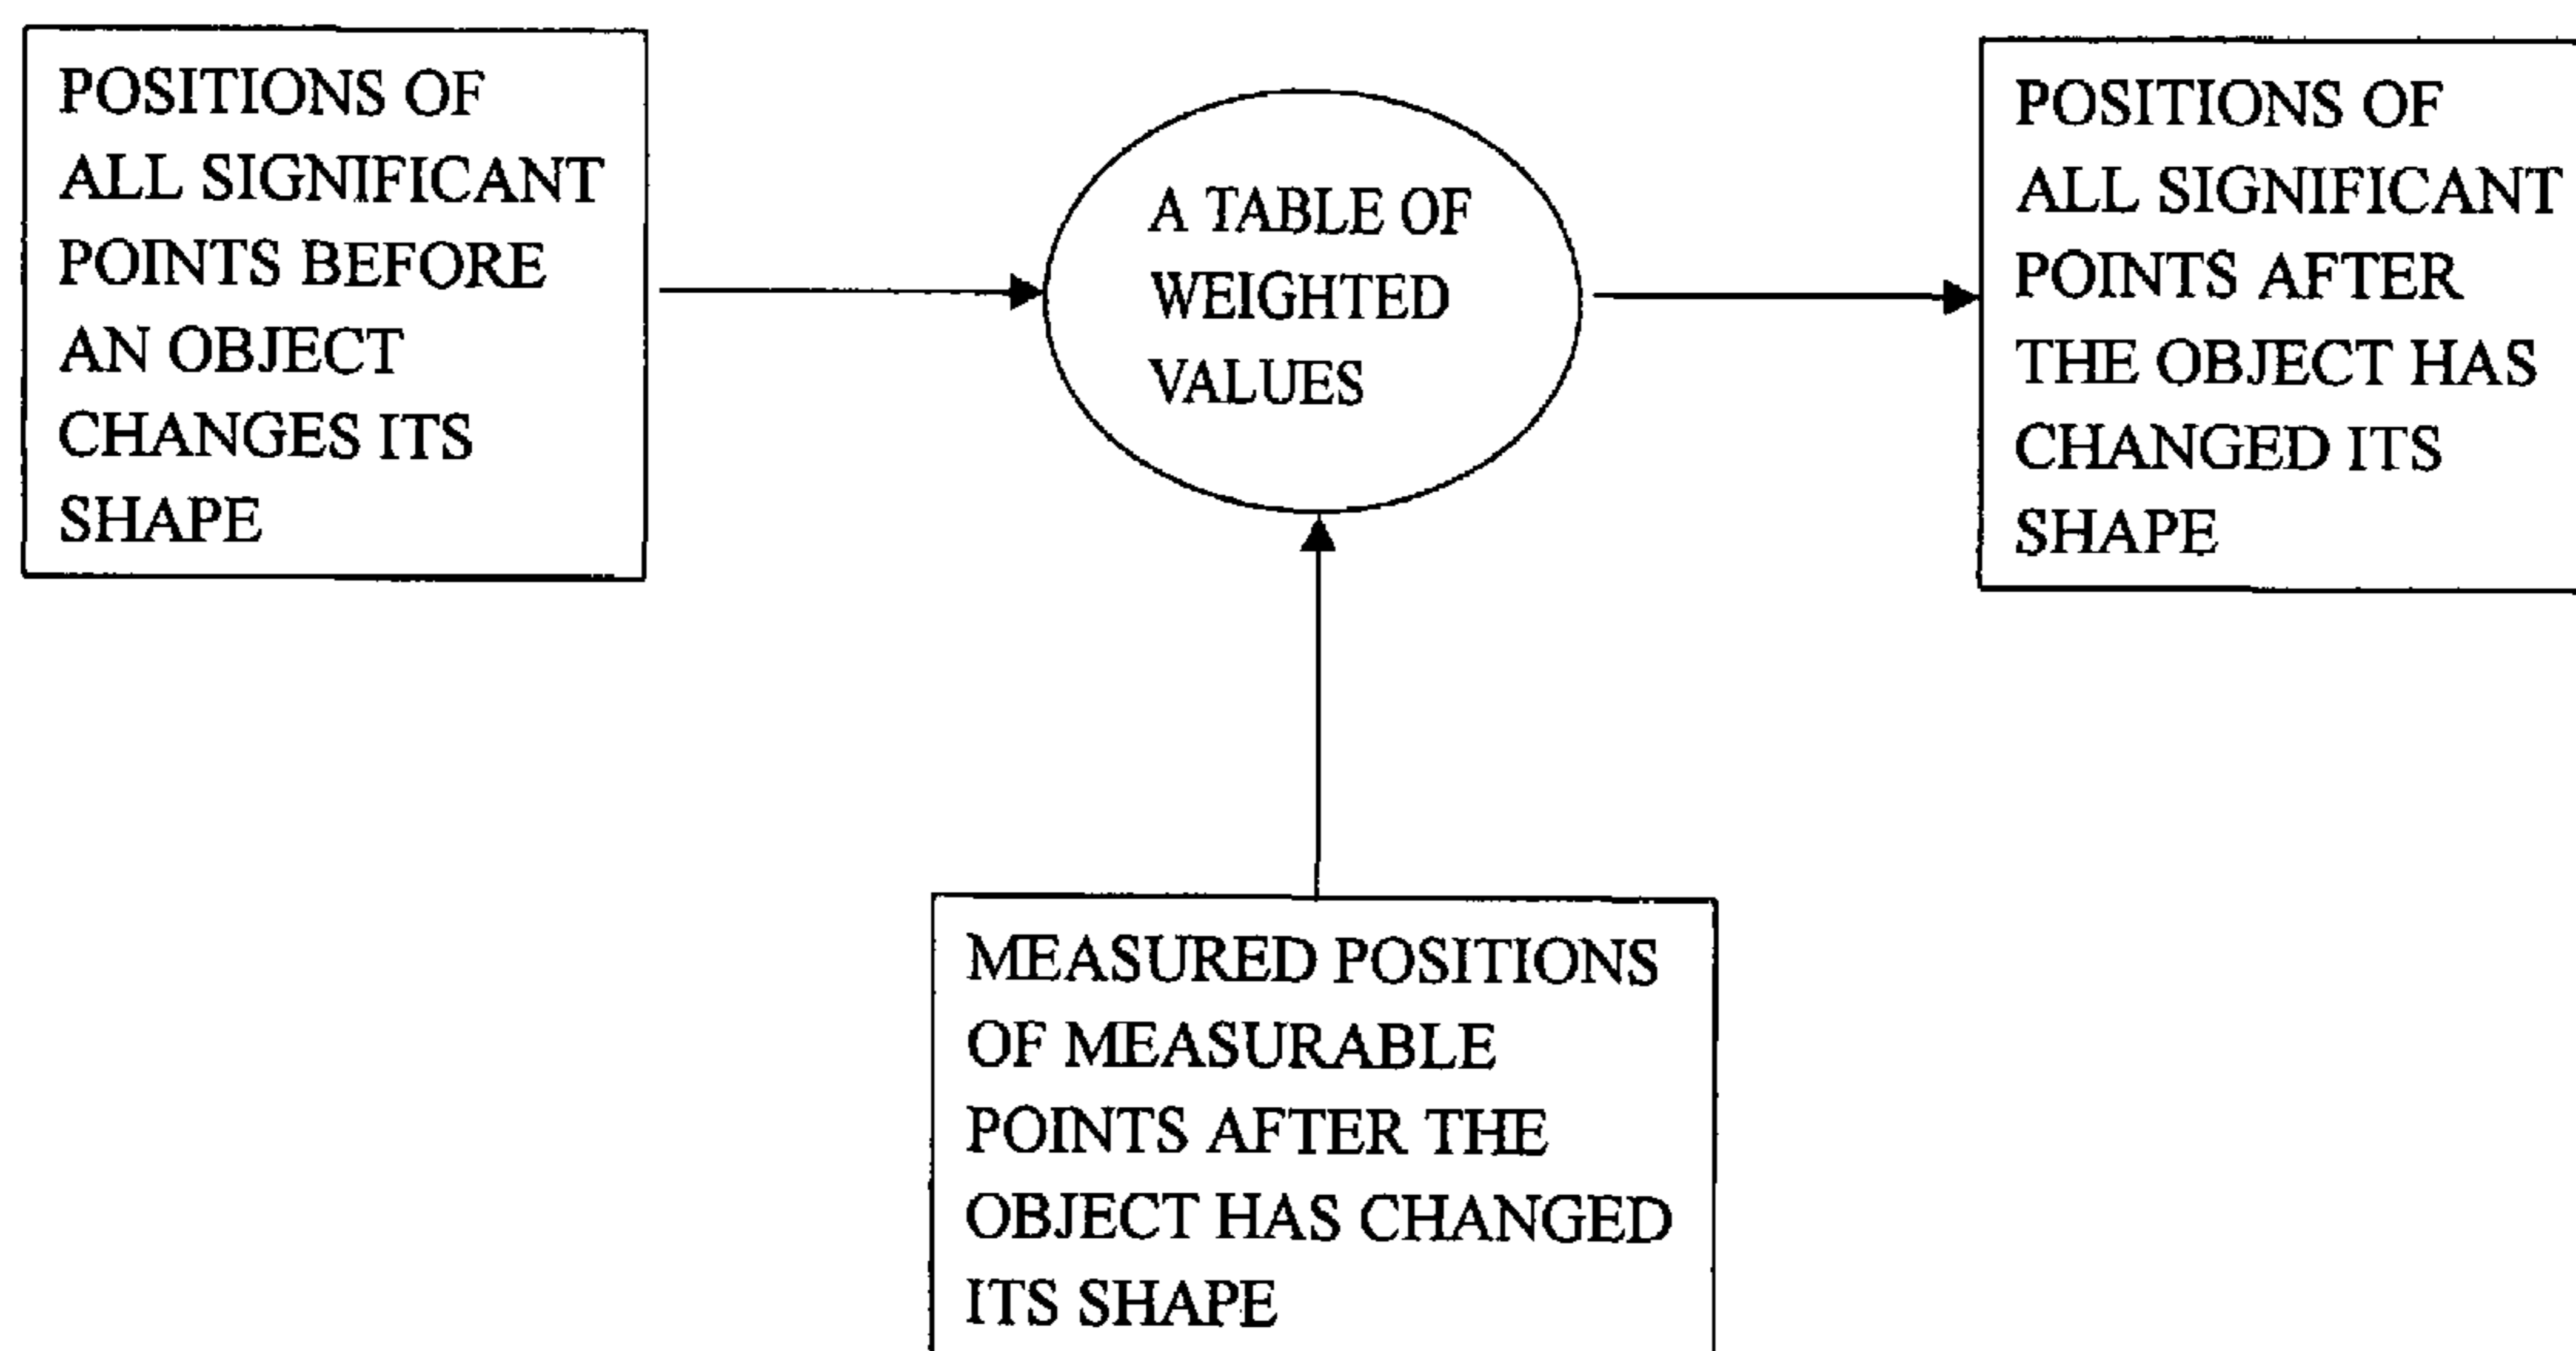 POSITIONS OF
ALL SIGNIFICANT
POINTS BEFORE
AN OBJECT
CHANGES ITS
SHAPE
A TABLE OF
WEIGHTED
VALUES
POSITIONS OF
ALL SIGNIFICANT
POINTS AFTER
THE OBJECT HAS
CHANGED ITS
SHAPE
MEASURED POSITIONS
OF MEASURABLE
POINTS AFTER THE
OBJECT HAS CHANGED
ITS SHAPE